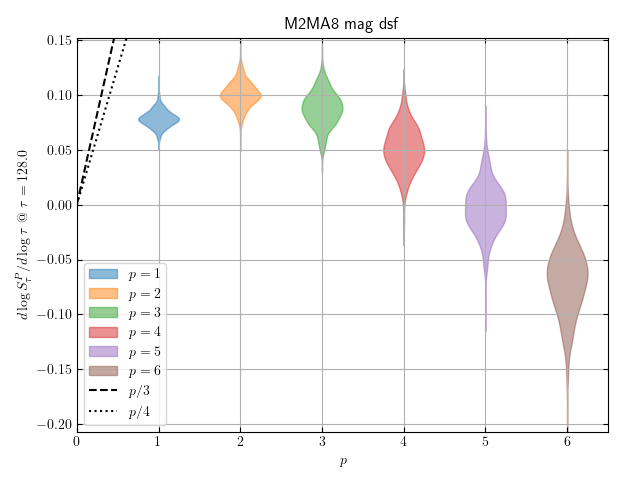 M2MA8 mag dsf
d log S_τ^P / d log τ @ τ = 128.0
0.15
0.10
0.05
0.00
−0.05
−0.10
−0.15
−0.20
p = 1
p = 2
p = 3
p = 4
p = 5
p = 6
p/3
p/4
0 1 2 3 4 5 6
p